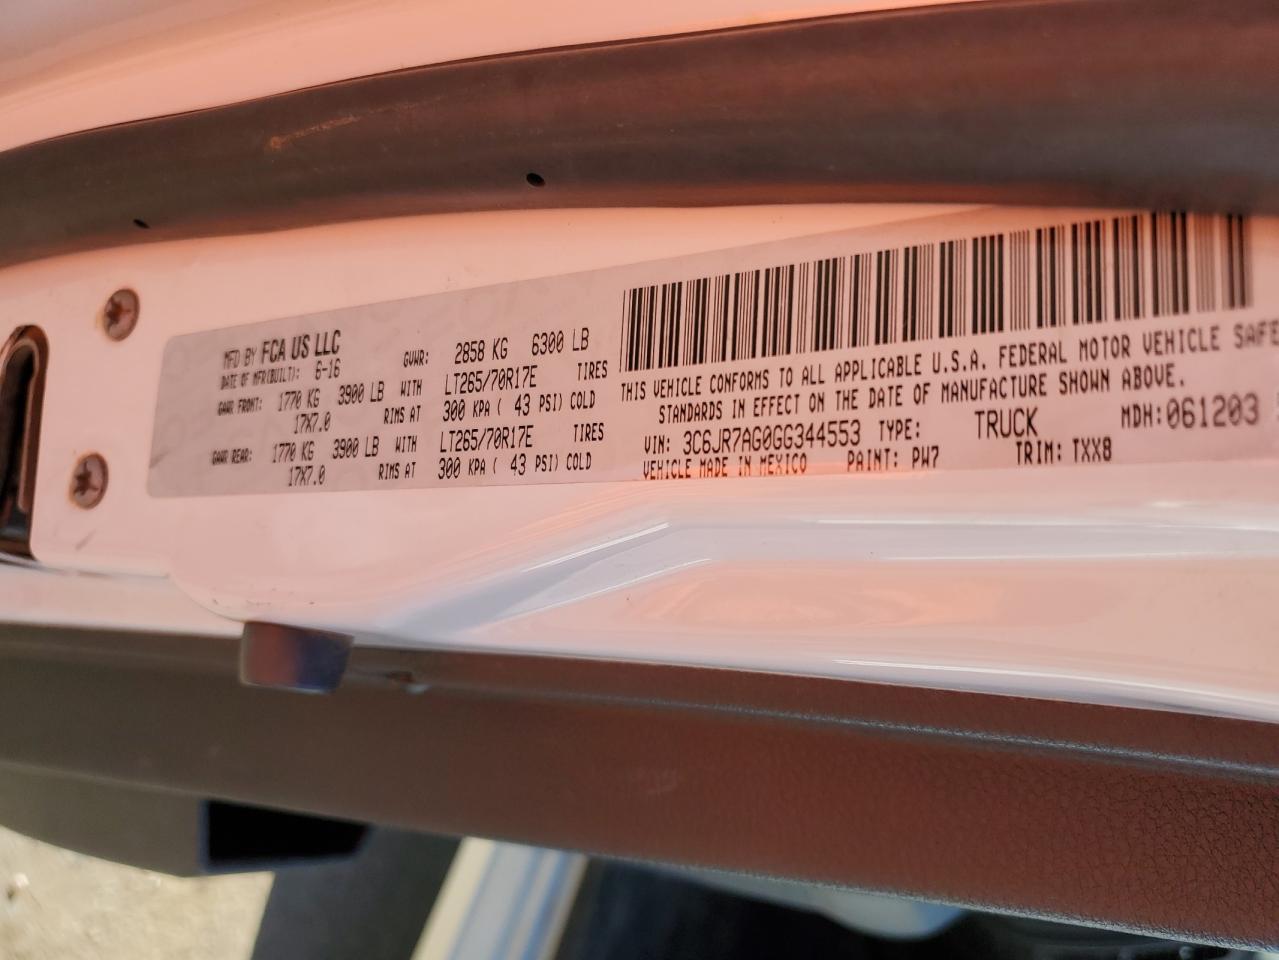 MFD BY FCA US LLC
DATE OF MFR(BUILT): 6-16 GVWR: 2858 KG 6300 LB
GAWR FRONT: 1770 KG 3900 LB WITH LT265/70R17E TIRES
17X7.0 RIMS AT 300 KPA ( 43 PSI) COLD
GAWR REAR: 1770 KG 3900 LB WITH LT265/70R17E TIRES
17X7.0 RIMS AT 300 KPA ( 43 PSI) COLD
THIS VEHICLE CONFORMS TO ALL APPLICABLE U.S.A. FEDERAL MOTOR VEHICLE SAFE
STANDARDS IN EFFECT ON THE DATE OF MANUFACTURE SHOWN ABOVE.
VIN: 3C6JR7AG0GG344553 TYPE: TRUCK MDH:061203
VEHICLE MADE IN MEXICO PAINT: PW7 TRIM: TXX8